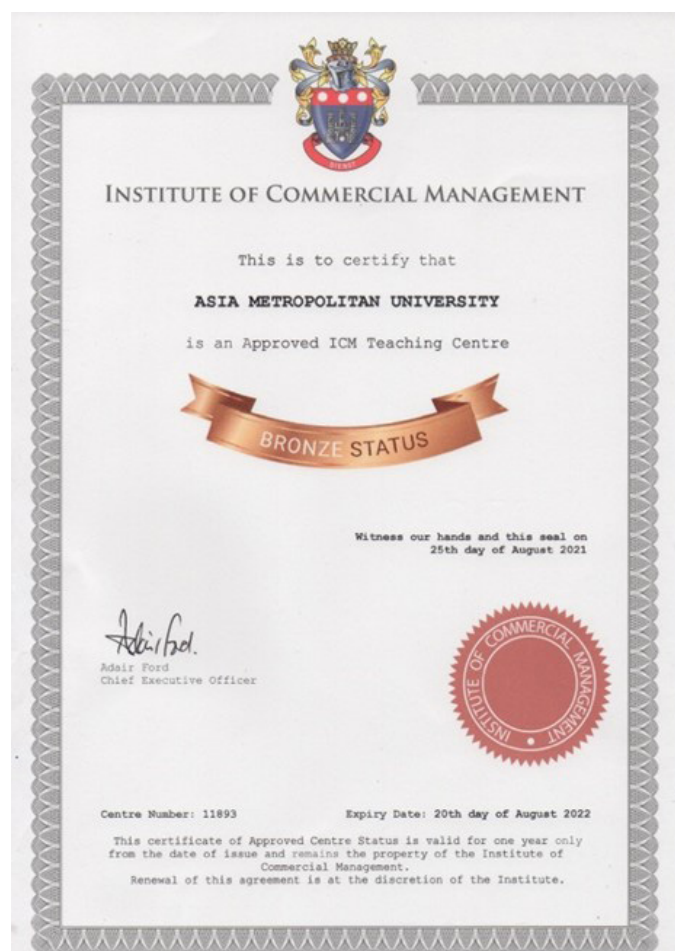 DIENST
INSTITUTE OF COMMERCIAL MANAGEMENT
This is to certify that
ASIA METROPOLITAN UNIVERSITY
is an Approved ICM Teaching Centre
BRONZE STATUS
Witness our hands and this seal on
25th day of August 2021
Adair Ford.
Adair Ford
Chief Executive Officer
INSTITUTE OF COMMERCIAL MANAGEMENT
Centre Number: 11893
Expiry Date: 20th day of August 2022
This certificate of Approved Centre Status is valid for one year only
from the date of issue and remains the property of the Institute of
Commercial Management.
Renewal of this agreement is at the discretion of the Institute.